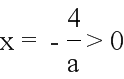 x = - 4/a > 0